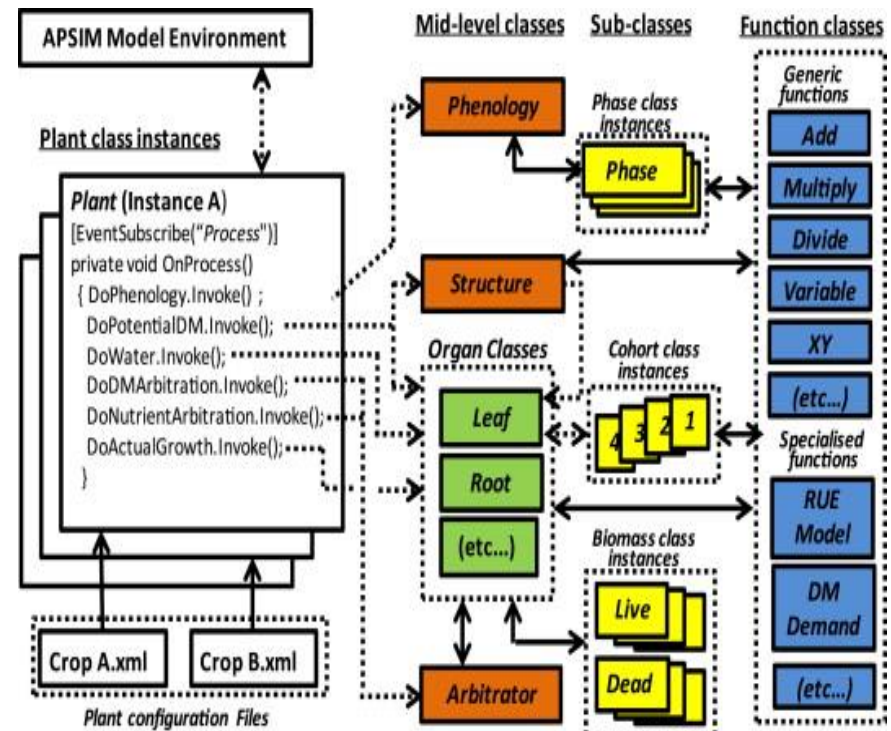 APSIM Model Environment
Plant class instances
Plant (Instance A)
[EventSubscribe("Process")]
private void OnProcess()
{ DoPhenology.Invoke() ;
DoPotentialDM.Invoke();
DoWater.Invoke();
DoDMArbitration.Invoke();
DoNutrientArbitration.Invoke();
DoActualGrowth.Invoke();
}
Crop A.xml
Crop B.xml
Plant configuration Files
Mid-level classes
Phenology
Structure
Organ Classes
Leaf
Root
(etc...)
Arbitrator
Sub-classes
Phase class
instances
Phase
Cohort class
instances
4 3 2 1
Biomass class
instances
Live
Dead
Function classes
Generic
functions
Add
Multiply
Divide
Variable
XY
(etc...)
Specialised
functions
RUE
Model
DM
Demand
(etc...)